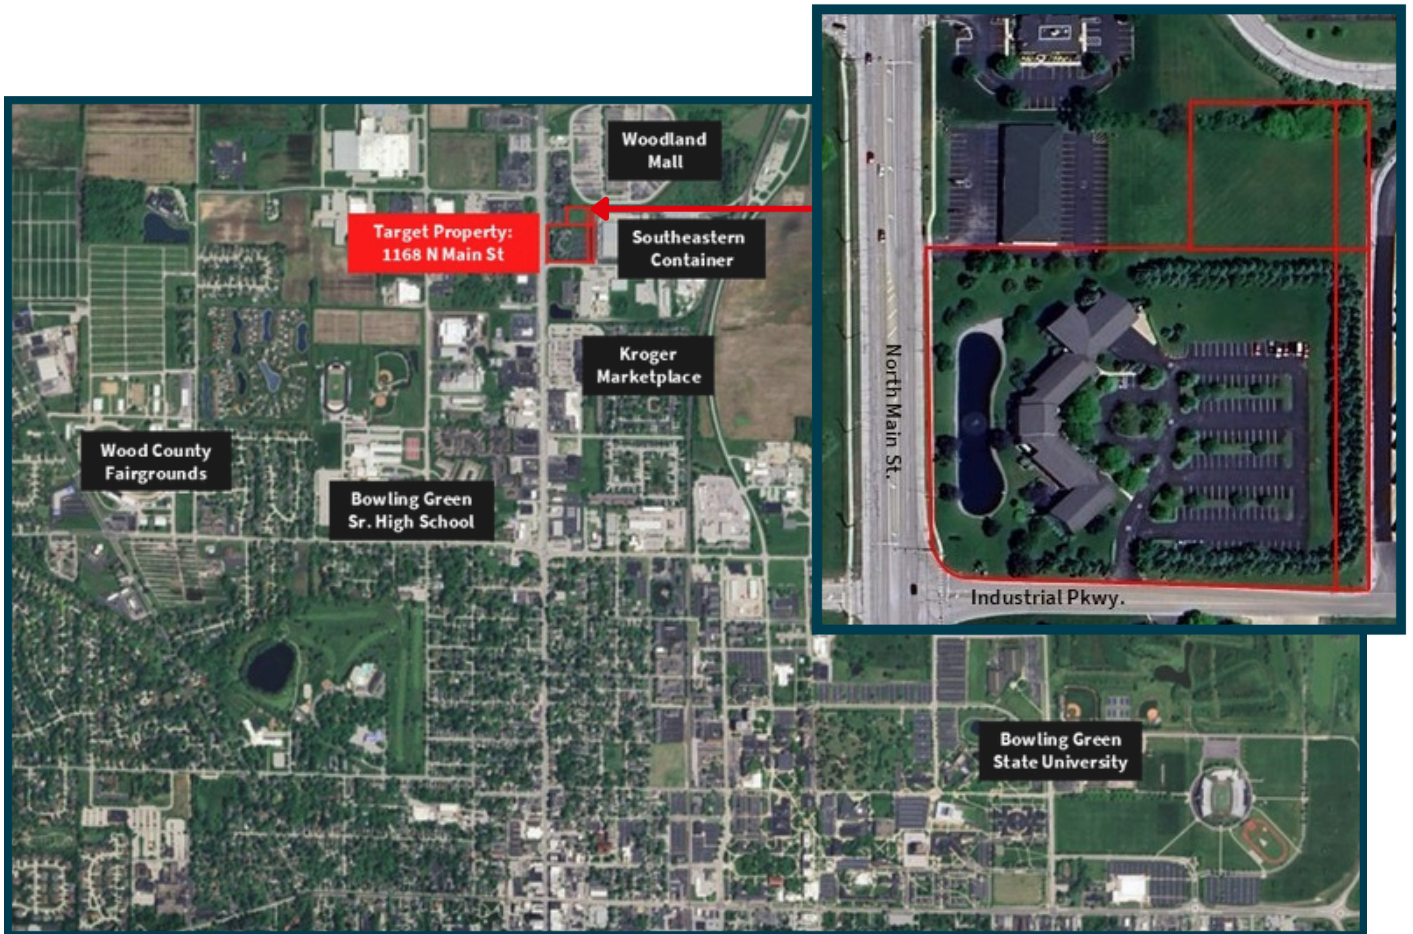 Woodland
Mall
Target Property:
1168 N Main St
Southeastern
Container
Kroger
Marketplace
Wood County
Fairgrounds
Bowling Green
Sr. High School
North Main St.
Industrial Pkwy.
Bowling Green
State University